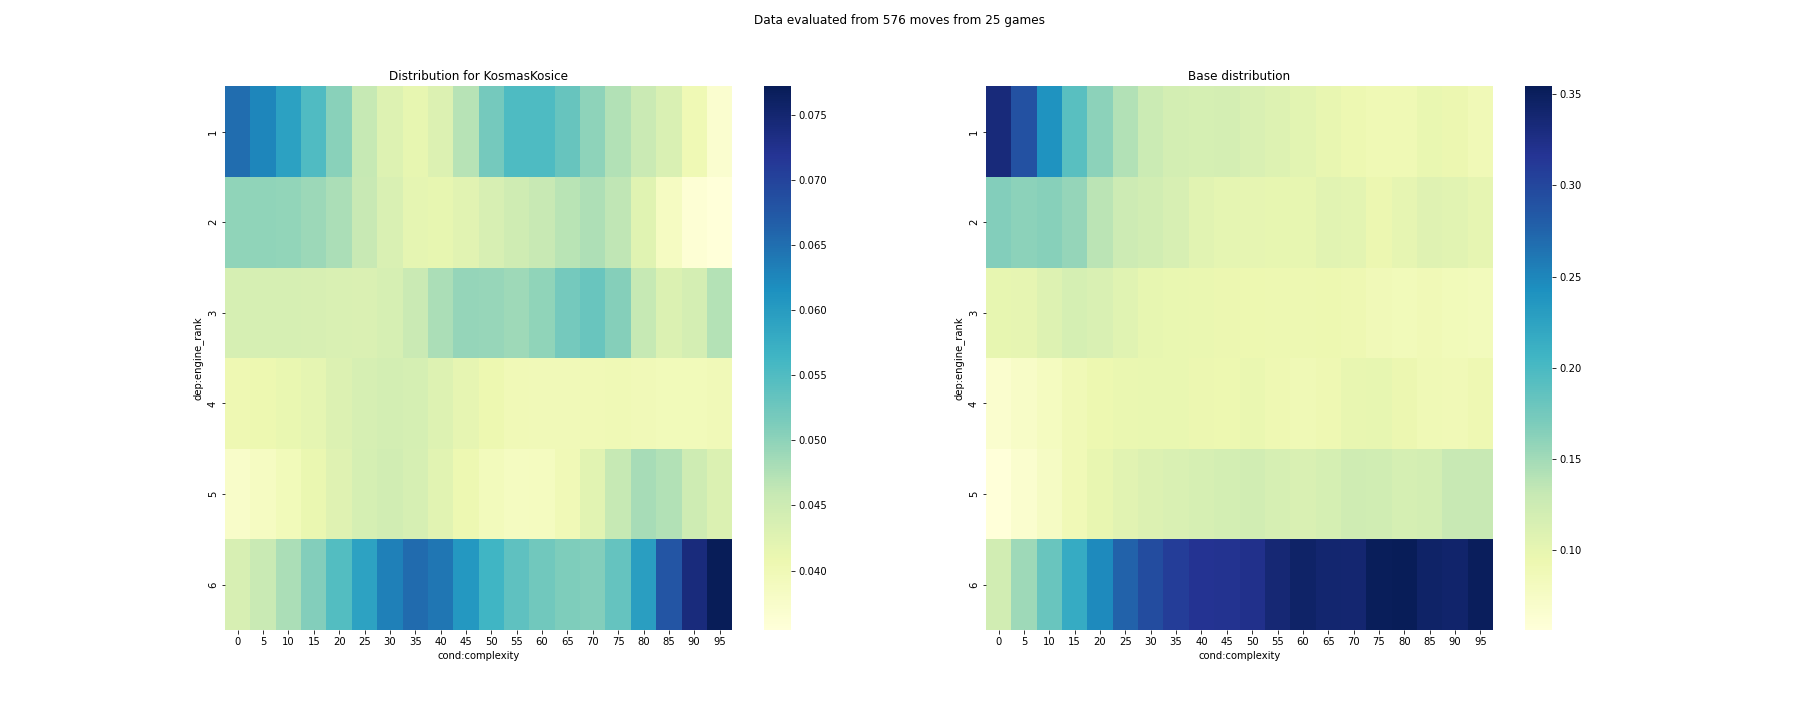 Data evaluated from 576 moves from 25 games
Distribution for KosmasKosice
dep:engine_rank
1
2
3
4
5
6
0 5 10 15 20 25 30 35 40 45 50 55 60 65 70 75 80 85 90 95
cond:complexity
0.075
0.070
0.065
0.060
0.055
0.050
0.045
0.040
Base distribution
dep:engine_rank
1
2
3
4
5
6
0 5 10 15 20 25 30 35 40 45 50 55 60 65 70 75 80 85 90 95
cond:complexity
0.35
0.30
0.25
0.20
0.15
0.10